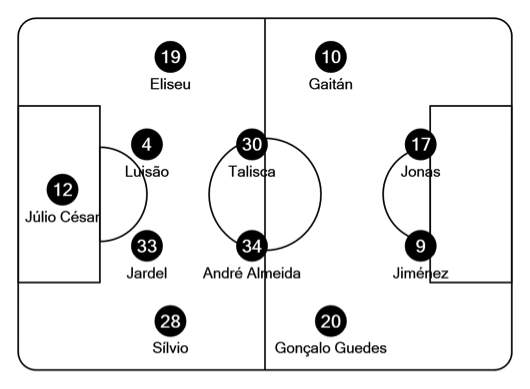 19
Eliseu
10
Gaitán
4
Luisão
30
Talisca
17
Jonas
12
Júlio César
33
Jardel
34
André Almeida
9
Jiménez
28
Sílvio
20
Gonçalo Guedes